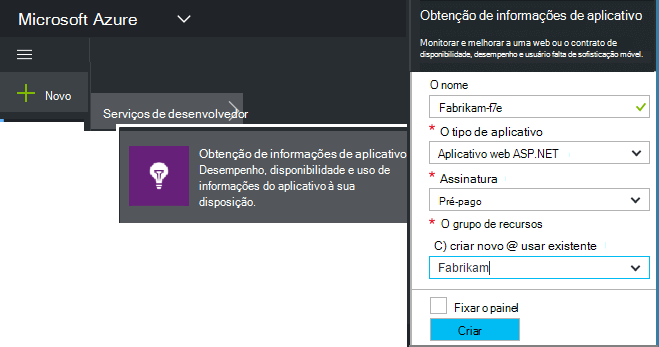 Microsoft Azure
Novo
Serviços de desenvolvedor
Obtenção de informações de aplicativo
Desempenho, disponibilidade e uso de
informações do aplicativo à sua
disposição.
Obtenção de informações de aplicativo
Monitorar e melhorar a uma web ou o contrato de
disponibilidade, desempenho e usuário falta de sofisticação móvel.
O nome
Fabrikam-f7e
* O tipo de aplicativo
Aplicativo web ASP.NET
* Assinatura
Pré-pago
* O grupo de recursos
C) criar novo @ usar existente
Fabrikam
Fixar o painel
Criar